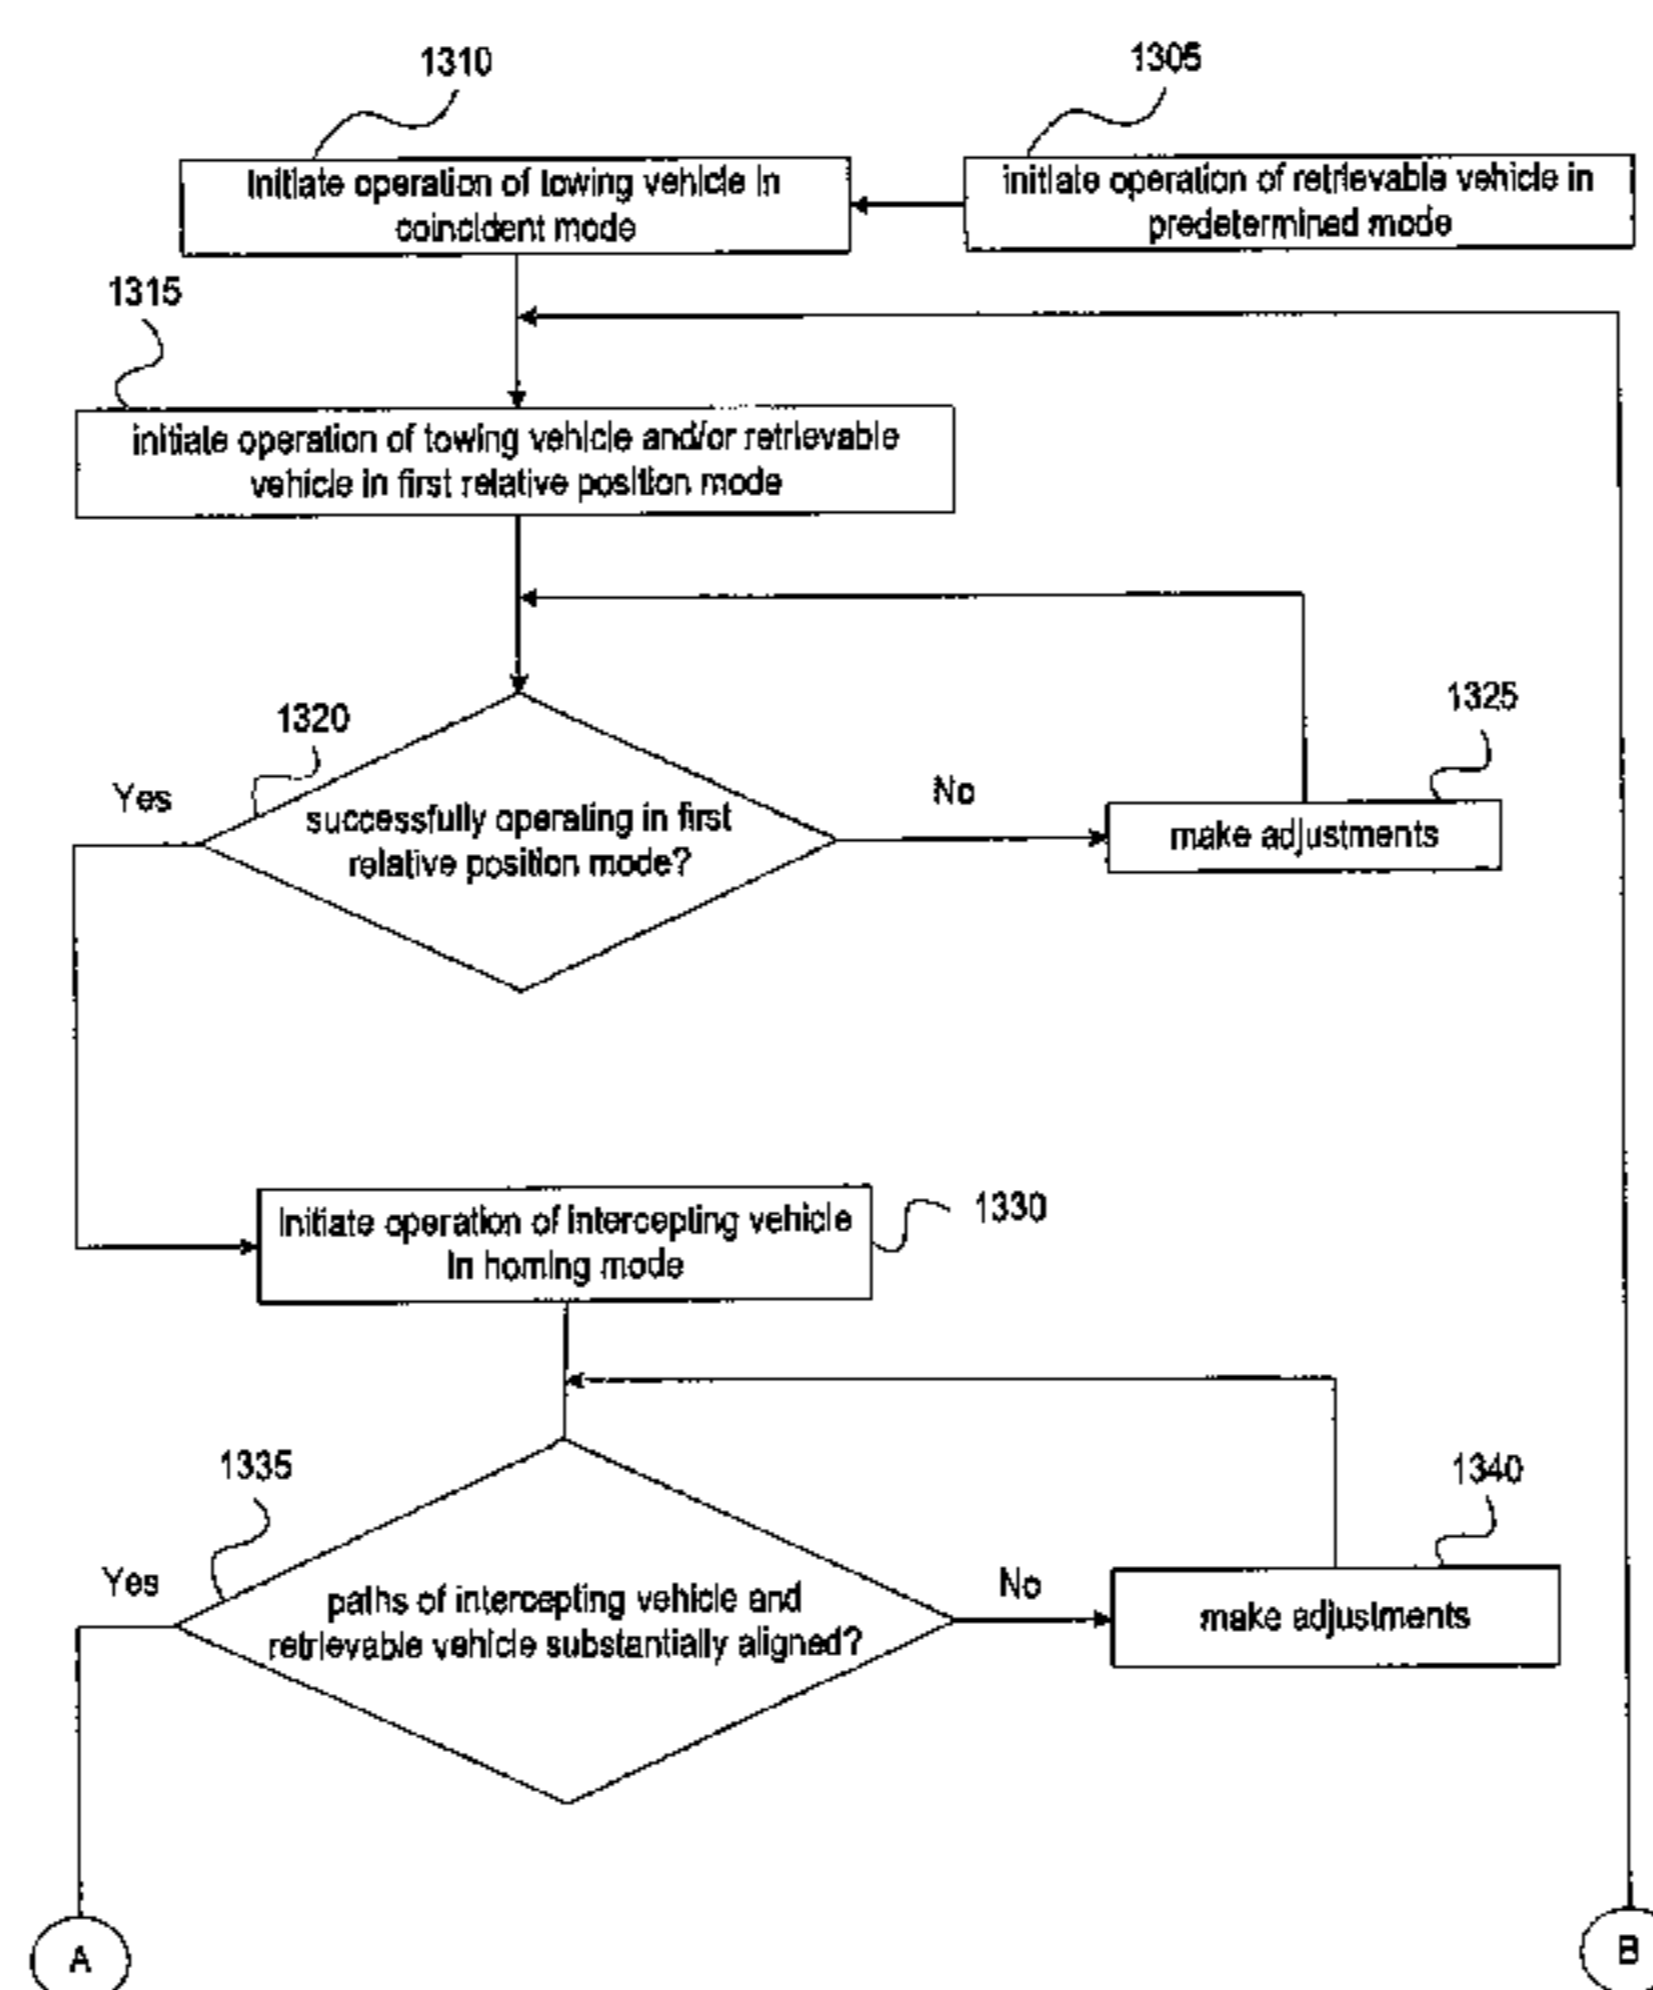 1310
1305
initiate operation of towing vehicle in
coincident mode
initiate operation of retrievable vehicle in
predetermined mode
1315
initiate operation of towing vehicle and/or retrievable
vehicle in first relative position mode
1320
1325
Yes
No
successfully operating in first
relative position mode?
make adjustments
1330
initiate operation of intercepting vehicle
in homing mode
1335
1340
Yes
No
paths of intercepting vehicle and
retrievable vehicle substantially aligned?
make adjustments
A
B